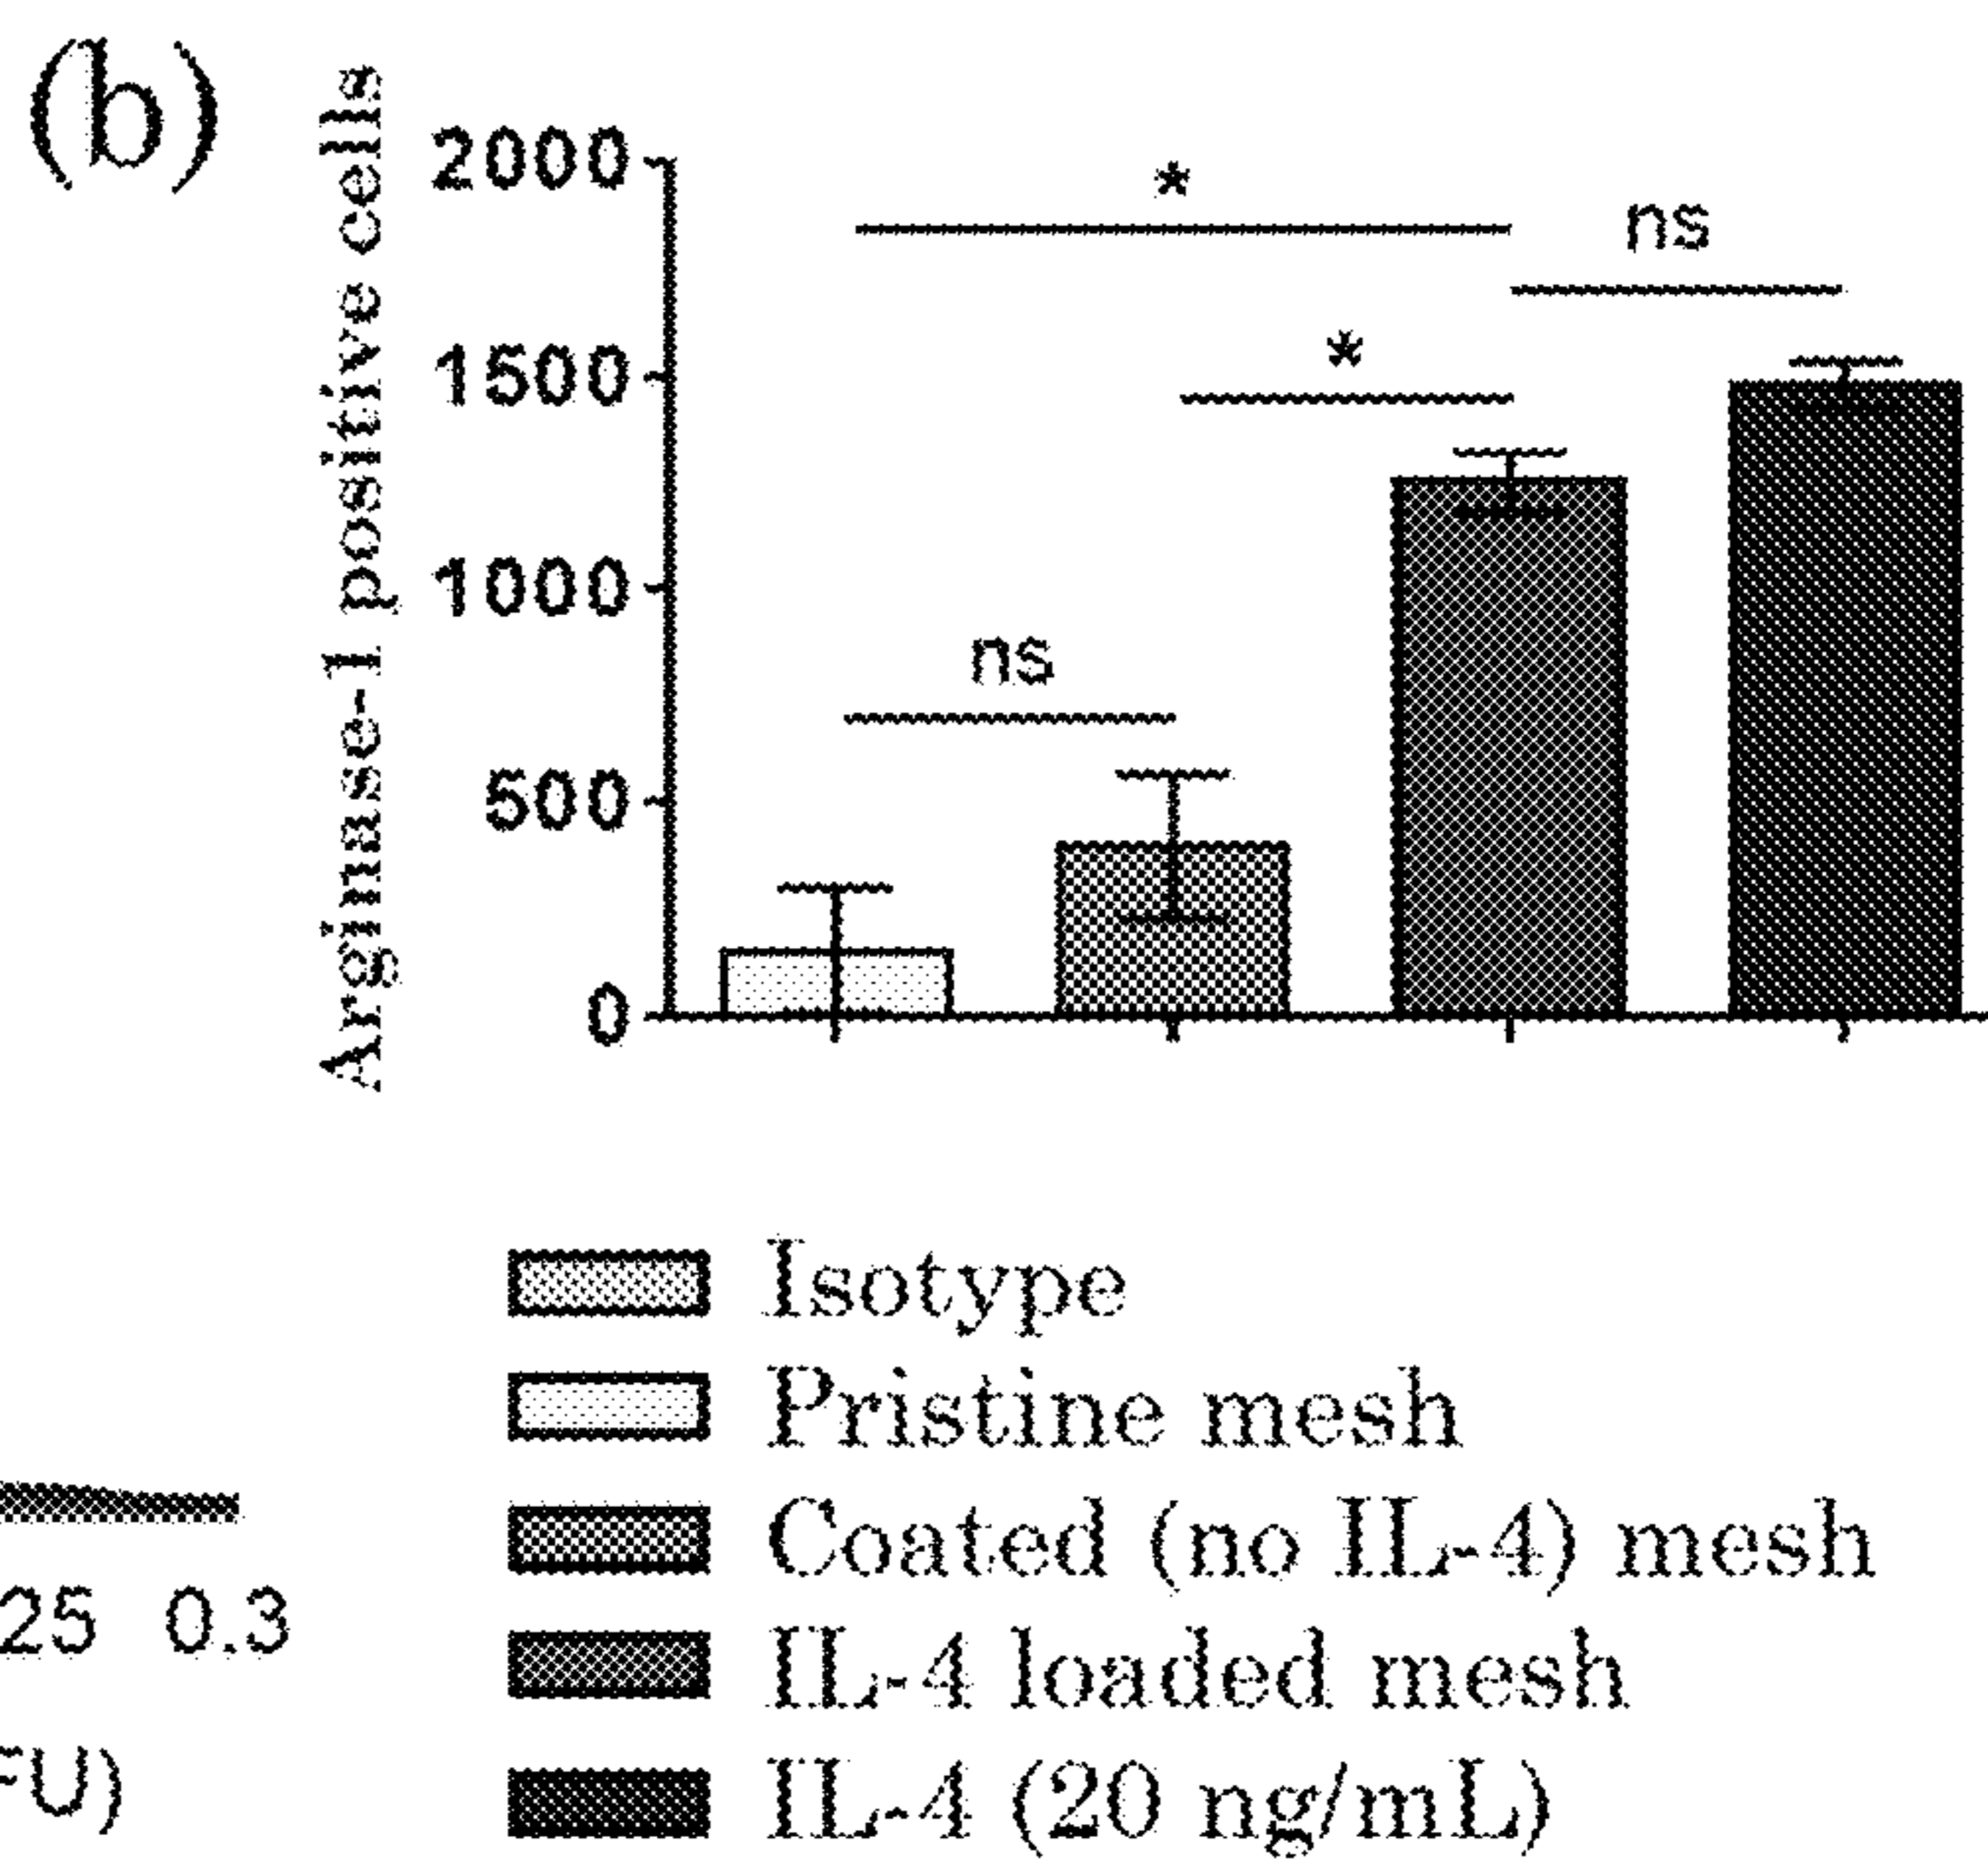 (b)
Arginase-1 positive cells
2000
1500
1000
500
0
*
ns
*
ns
Isotype
Pristine mesh
Coated (no IL-4) mesh
IL-4 loaded mesh
IL-4 (20 ng/mL)
25 0.3
FU)